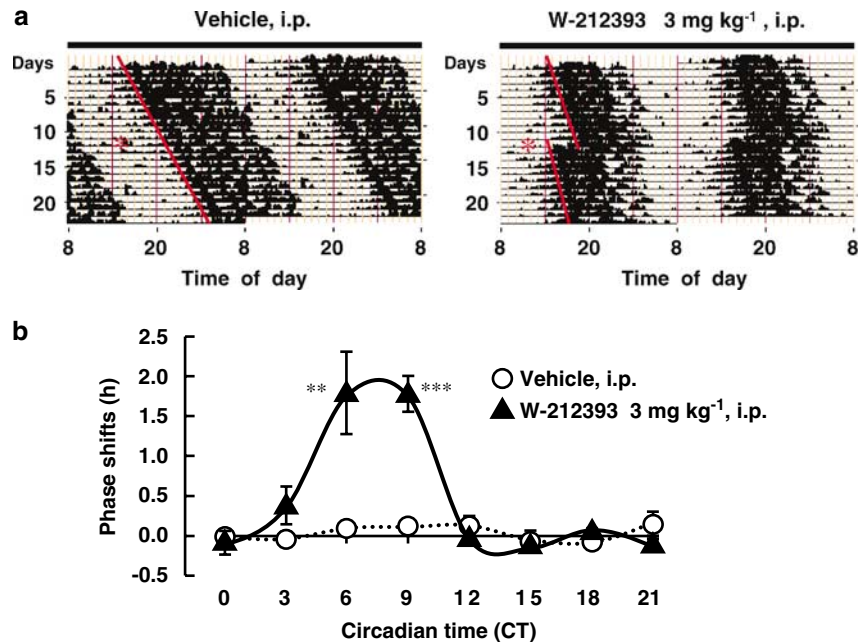 a
Vehicle, i.p.
W-212393 3 mg kg-1 , i.p.
Days
5
10
15
20
*
8 20 8 20 8
Time of day
Days
5
10
15
20
*
8 20 8 20 8
Time of day
b
2.5
2.0
1.5
1.0
0.5
0.0
-0.5
Phase shifts (h)
** ***
Vehicle, i.p.
W-212393 3 mg kg-1, i.p.
0 3 6 9 12 15 18 21
Circadian time (CT)